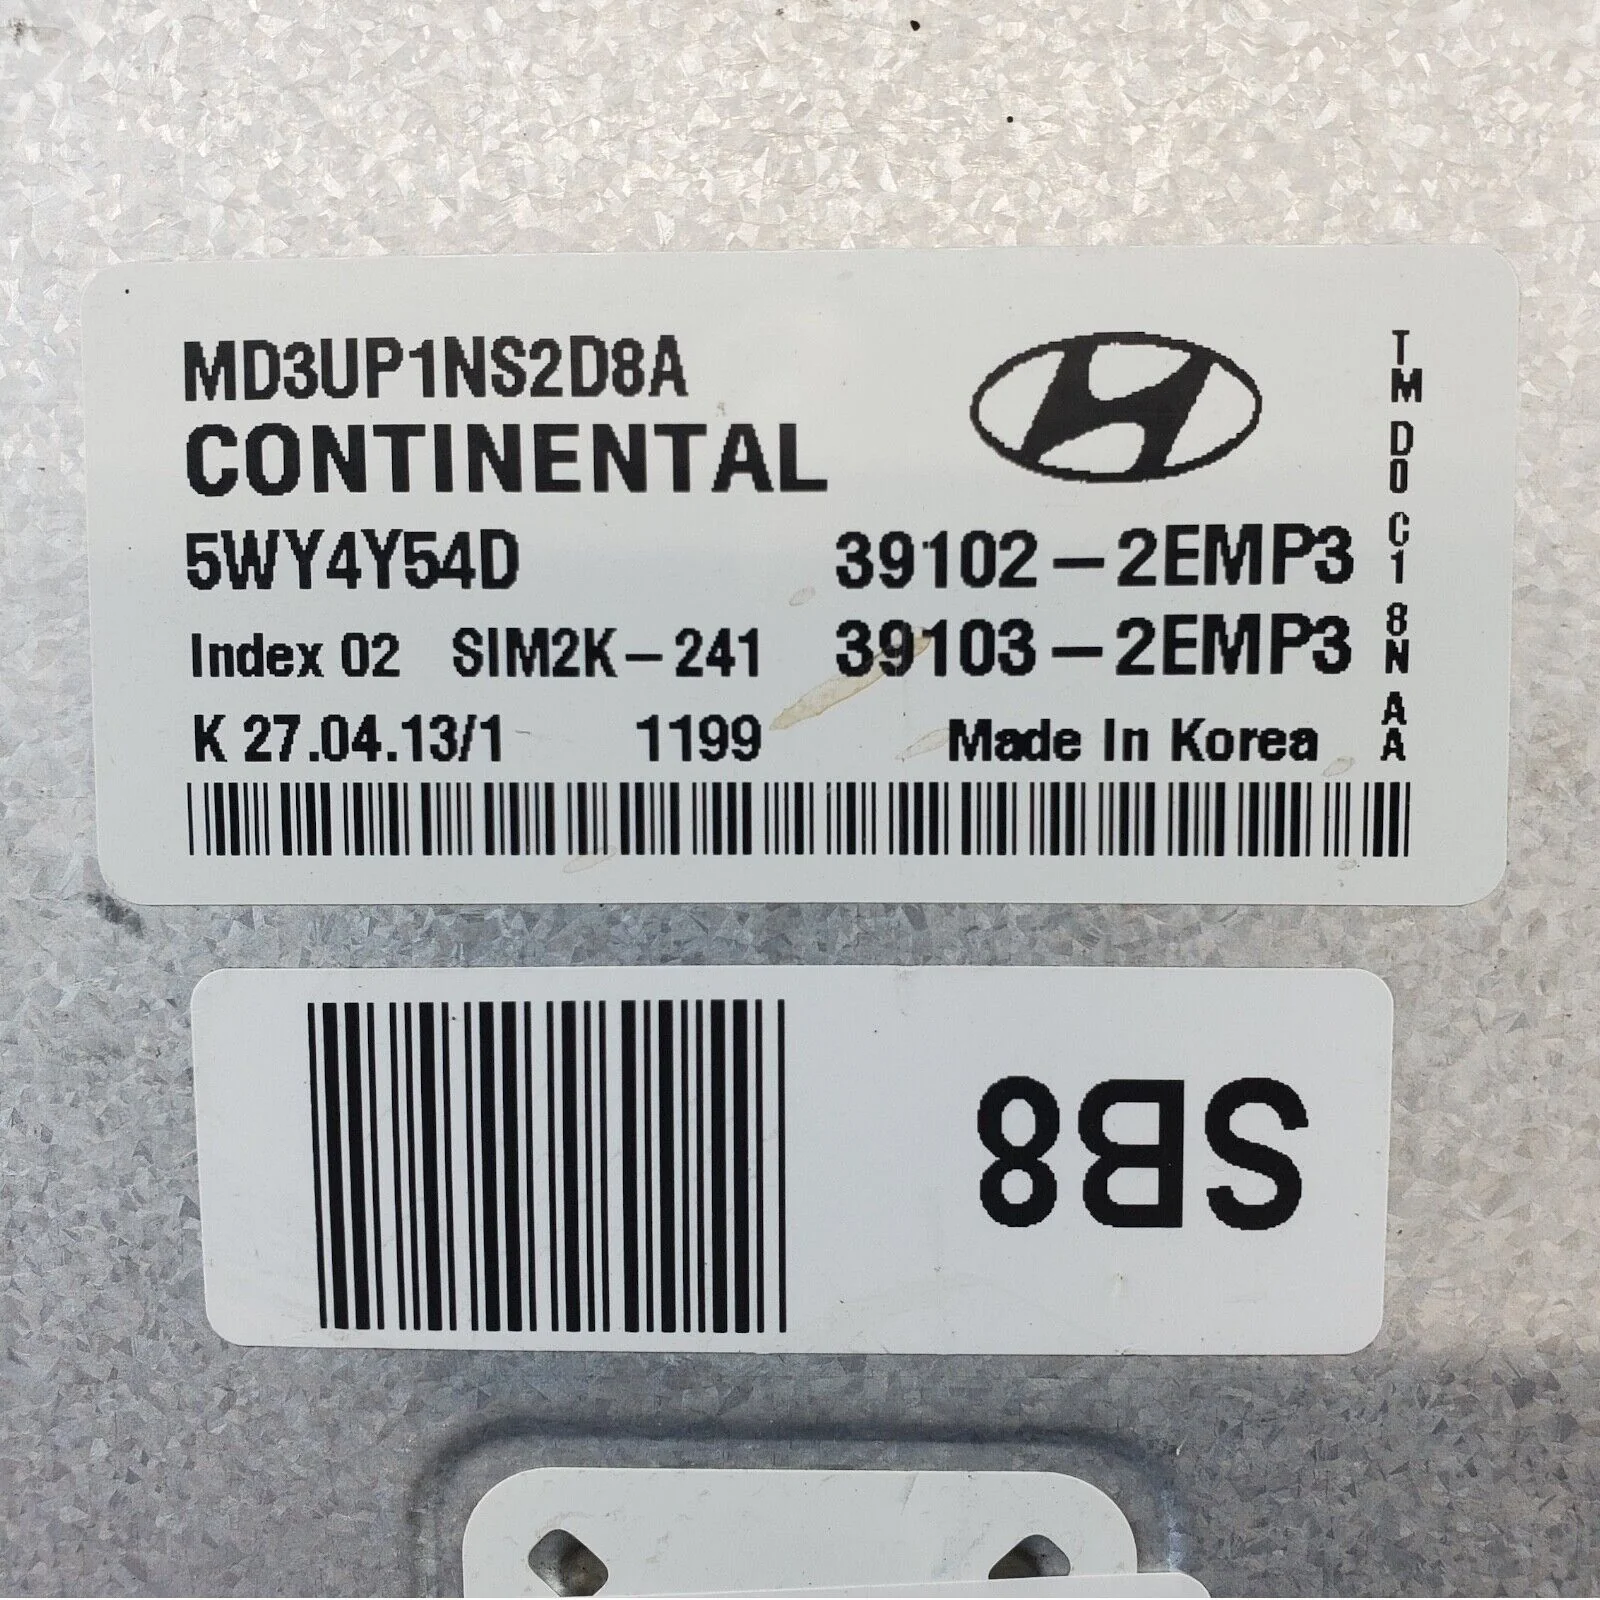 MD3UP1NS2D8A
CONTINENTAL
5WY4Y54D 39102-2EMP3
Index 02 SIM2K-241 39103-2EMP3
K 27.04.13/1 1199 Made In Korea
TM D0 C1 8N AA
SB8